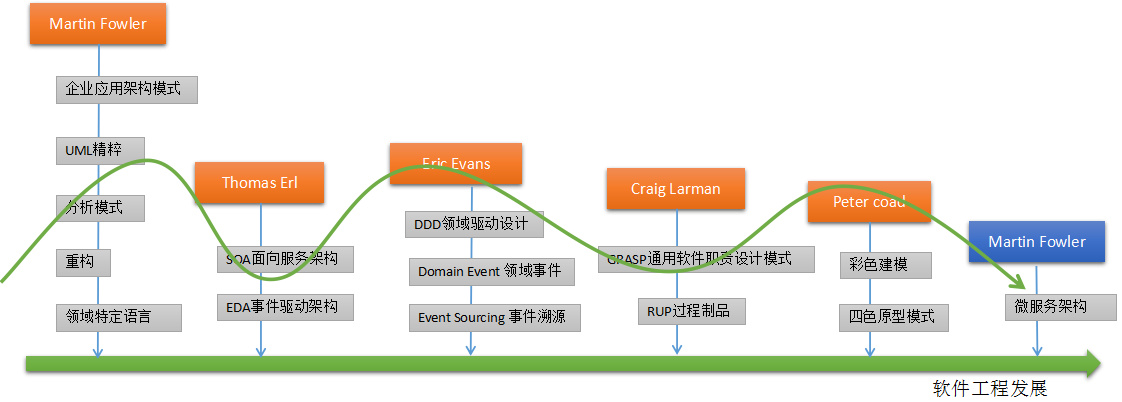 Martin Fowler
企业应用架构模式
UML精粹
分析模式
重构
领域特定语言
Thomas Erl
SOA面向服务架构
EDA事件驱动架构
Eric Evans
DDD领域驱动设计
Domain Event 领域事件
Event Sourcing 事件溯源
Craig Larman
GRASP通用软件职责设计模式
RUP过程制品
Peter coad
彩色建模
四色原型模式
Martin Fowler
微服务架构
软件工程发展